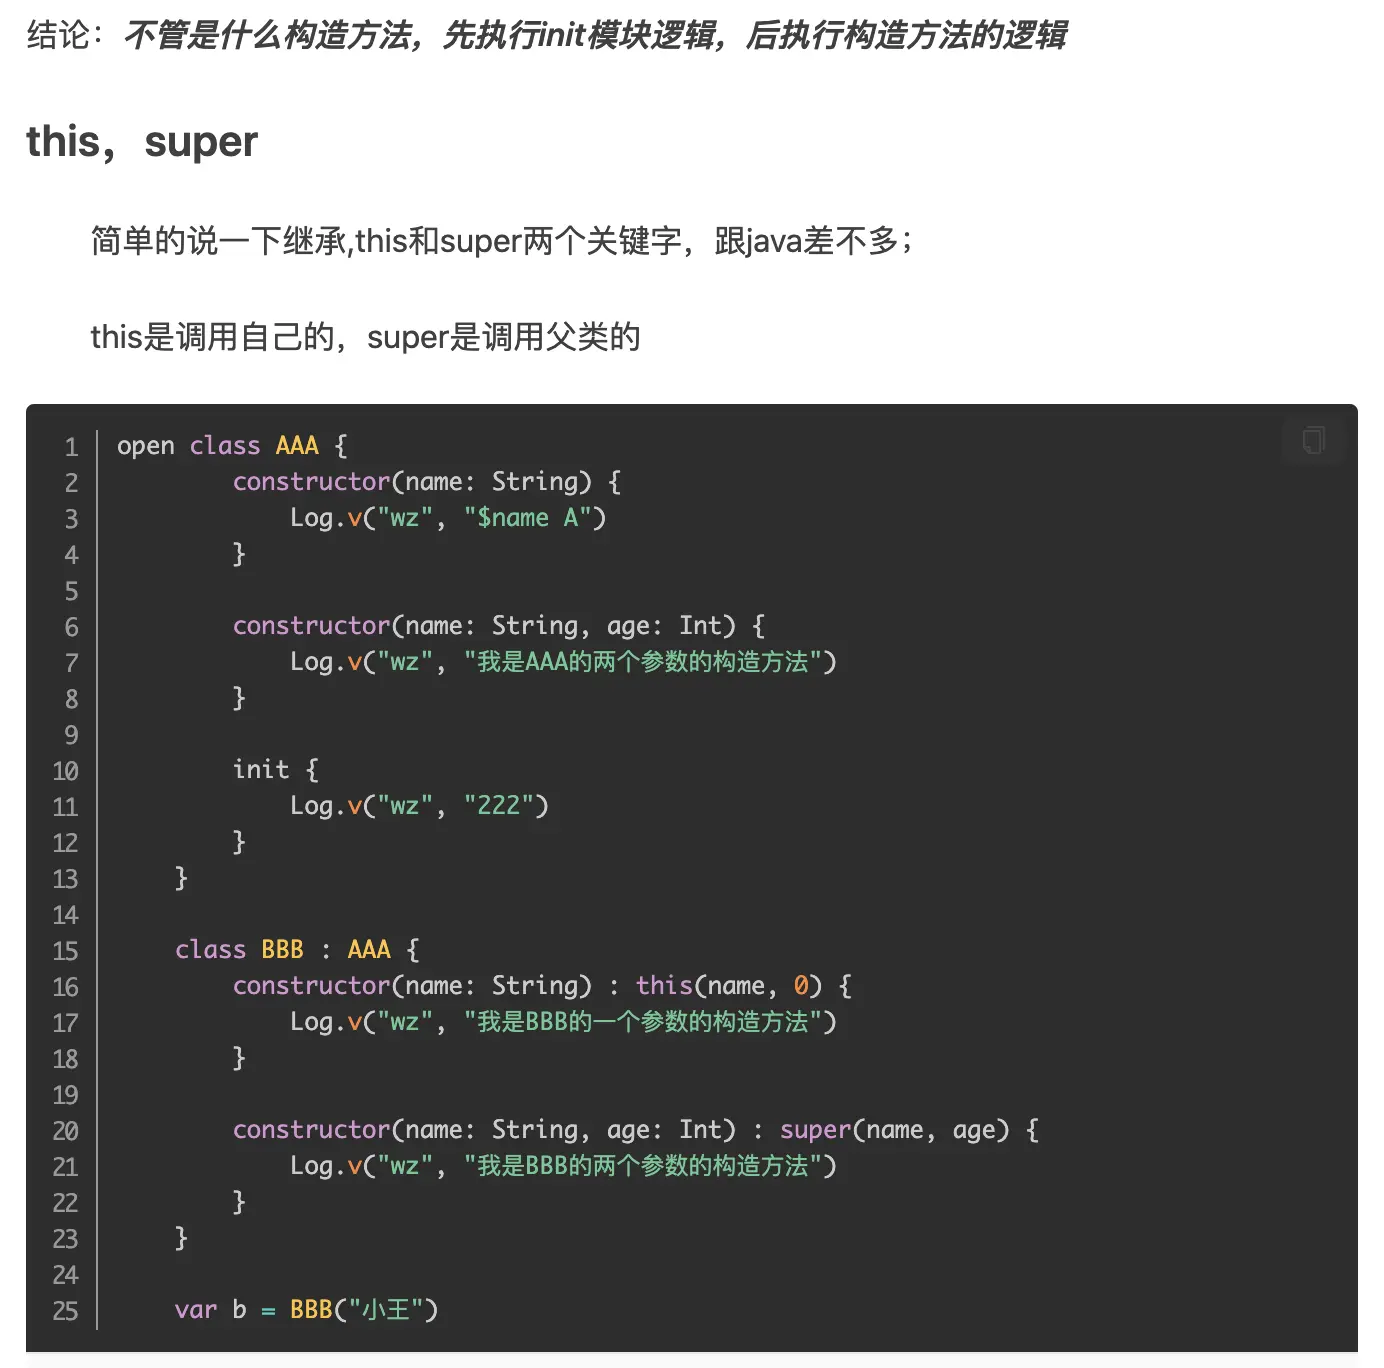 结论：不管是什么构造方法，先执行init模块逻辑，后执行构造方法的逻辑
this，super
简单的说一下继承,this和super两个关键字，跟java差不多；
this是调用自己的，super是调用父类的
1 open class AAA {
2 constructor(name: String) {
3 Log.v("wz", "$name A")
4 }
5
6 constructor(name: String, age: Int) {
7 Log.v("wz", "我是AAA的两个参数的构造方法")
8 }
9
10 init {
11 Log.v("wz", "222")
12 }
13 }
14
15 class BBB : AAA {
16 constructor(name: String) : this(name, 0) {
17 Log.v("wz", "我是BBB的一个参数的构造方法")
18 }
19
20 constructor(name: String, age: Int) : super(name, age) {
21 Log.v("wz", "我是BBB的两个参数的构造方法")
22 }
23 }
24
25 var b = BBB("小王")